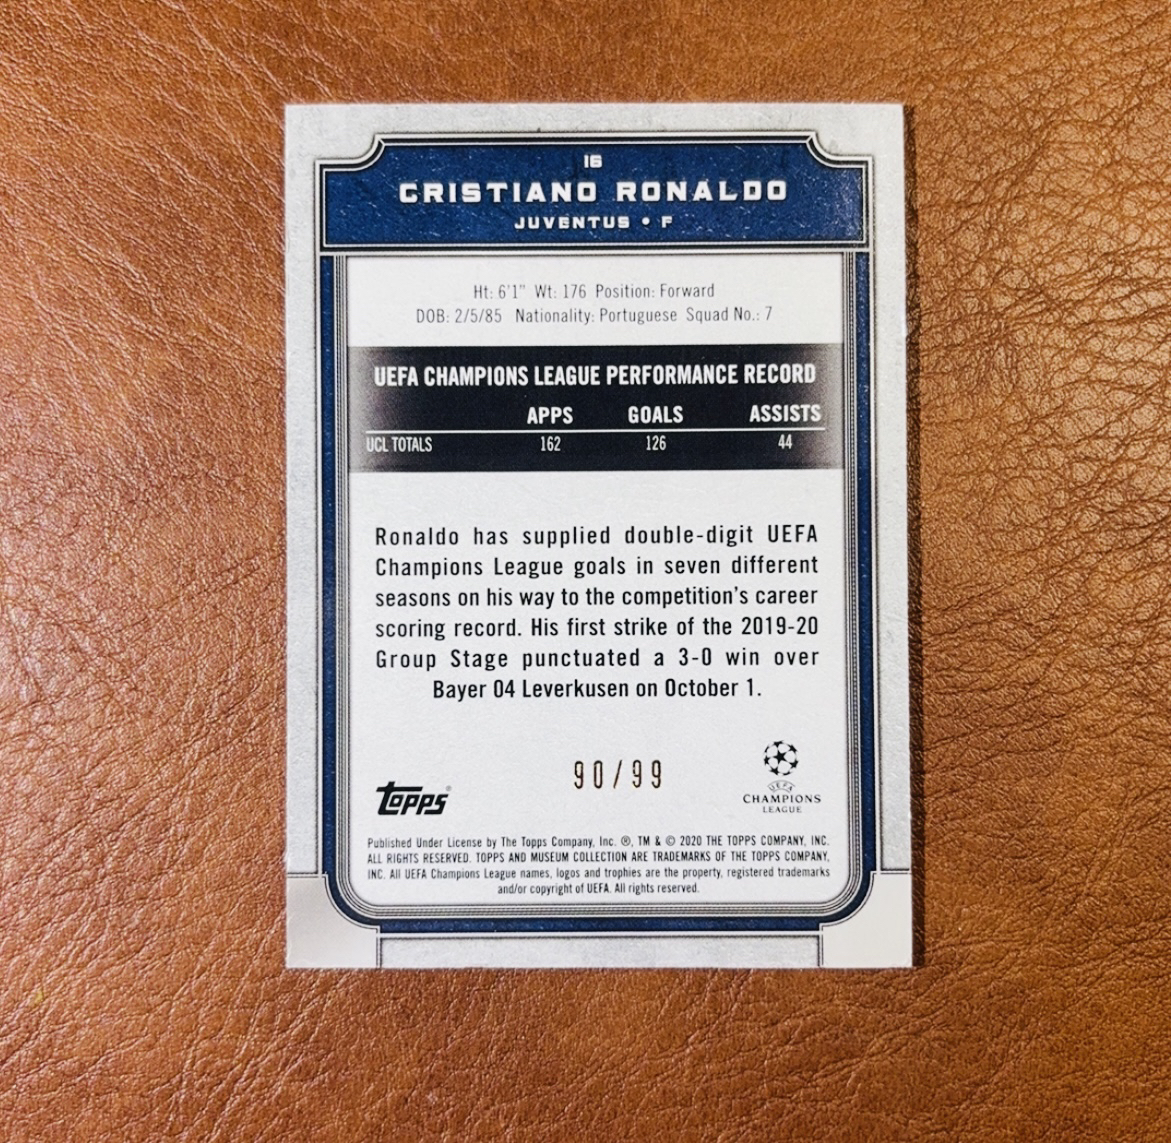 16
CRISTIANO RONALDO
JUVENTUS • F
Ht: 6'1" Wt: 176 Position: Forward
DOB: 2/5/85 Nationality: Portuguese Squad No.: 7
UEFA CHAMPIONS LEAGUE PERFORMANCE RECORD
APPS GOALS ASSISTS
UCL TOTALS 162 126 44
Ronaldo has supplied double-digit UEFA
Champions League goals in seven different
seasons on his way to the competition's career
scoring record. His first strike of the 2019-20
Group Stage punctuated a 3-0 win over
Bayer 04 Leverkusen on October 1.
90/99
Topps®
UEFA
CHAMPIONS
LEAGUE
Published Under License by The Topps Company, Inc. ®, TM & © 2020 THE TOPPS COMPANY, INC.
ALL RIGHTS RESERVED. TOPPS AND MUSEUM COLLECTION ARE TRADEMARKS OF THE TOPPS COMPANY,
INC. All UEFA Champions League names, logos and trophies are the property, registered trademarks
and/or copyright of UEFA. All rights reserved.